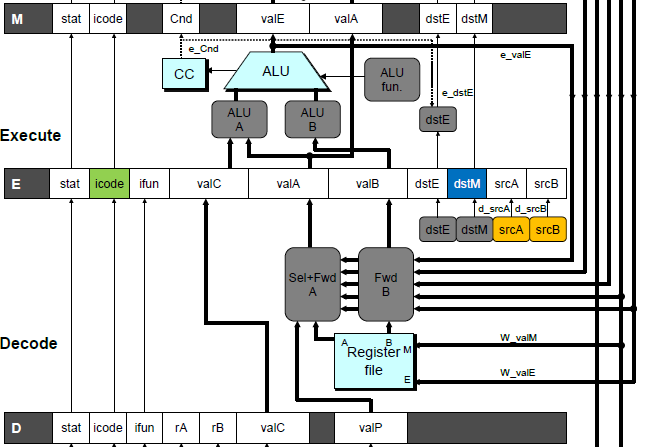 M stat icode Cnd valE valA dstE dstM
e_Cnd
e_valE
CC
ALU
ALU
fun.
e_dstE
ALU
A
ALU
B
dstE
Execute
E stat icode ifun valC valA valB dstE dstM srcA srcB
d_srcA d_srcB
dstE dstM srcA srcB
Sel+Fwd
A
Fwd
B
Decode
A B
Register M
file
E
W_valM
W_valE
D stat icode ifun rA rB valC valP